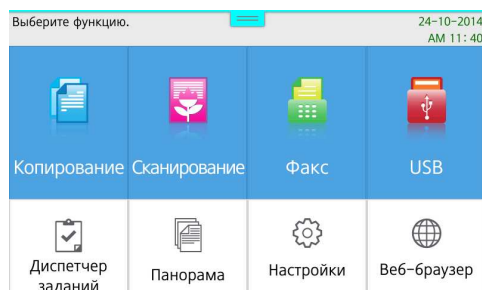 Выберите функцию.
24-10-2014
AM 11:40
Копирование Сканирование Факс USB
Диспетчер заданий Панорама Настройки Веб-браузер